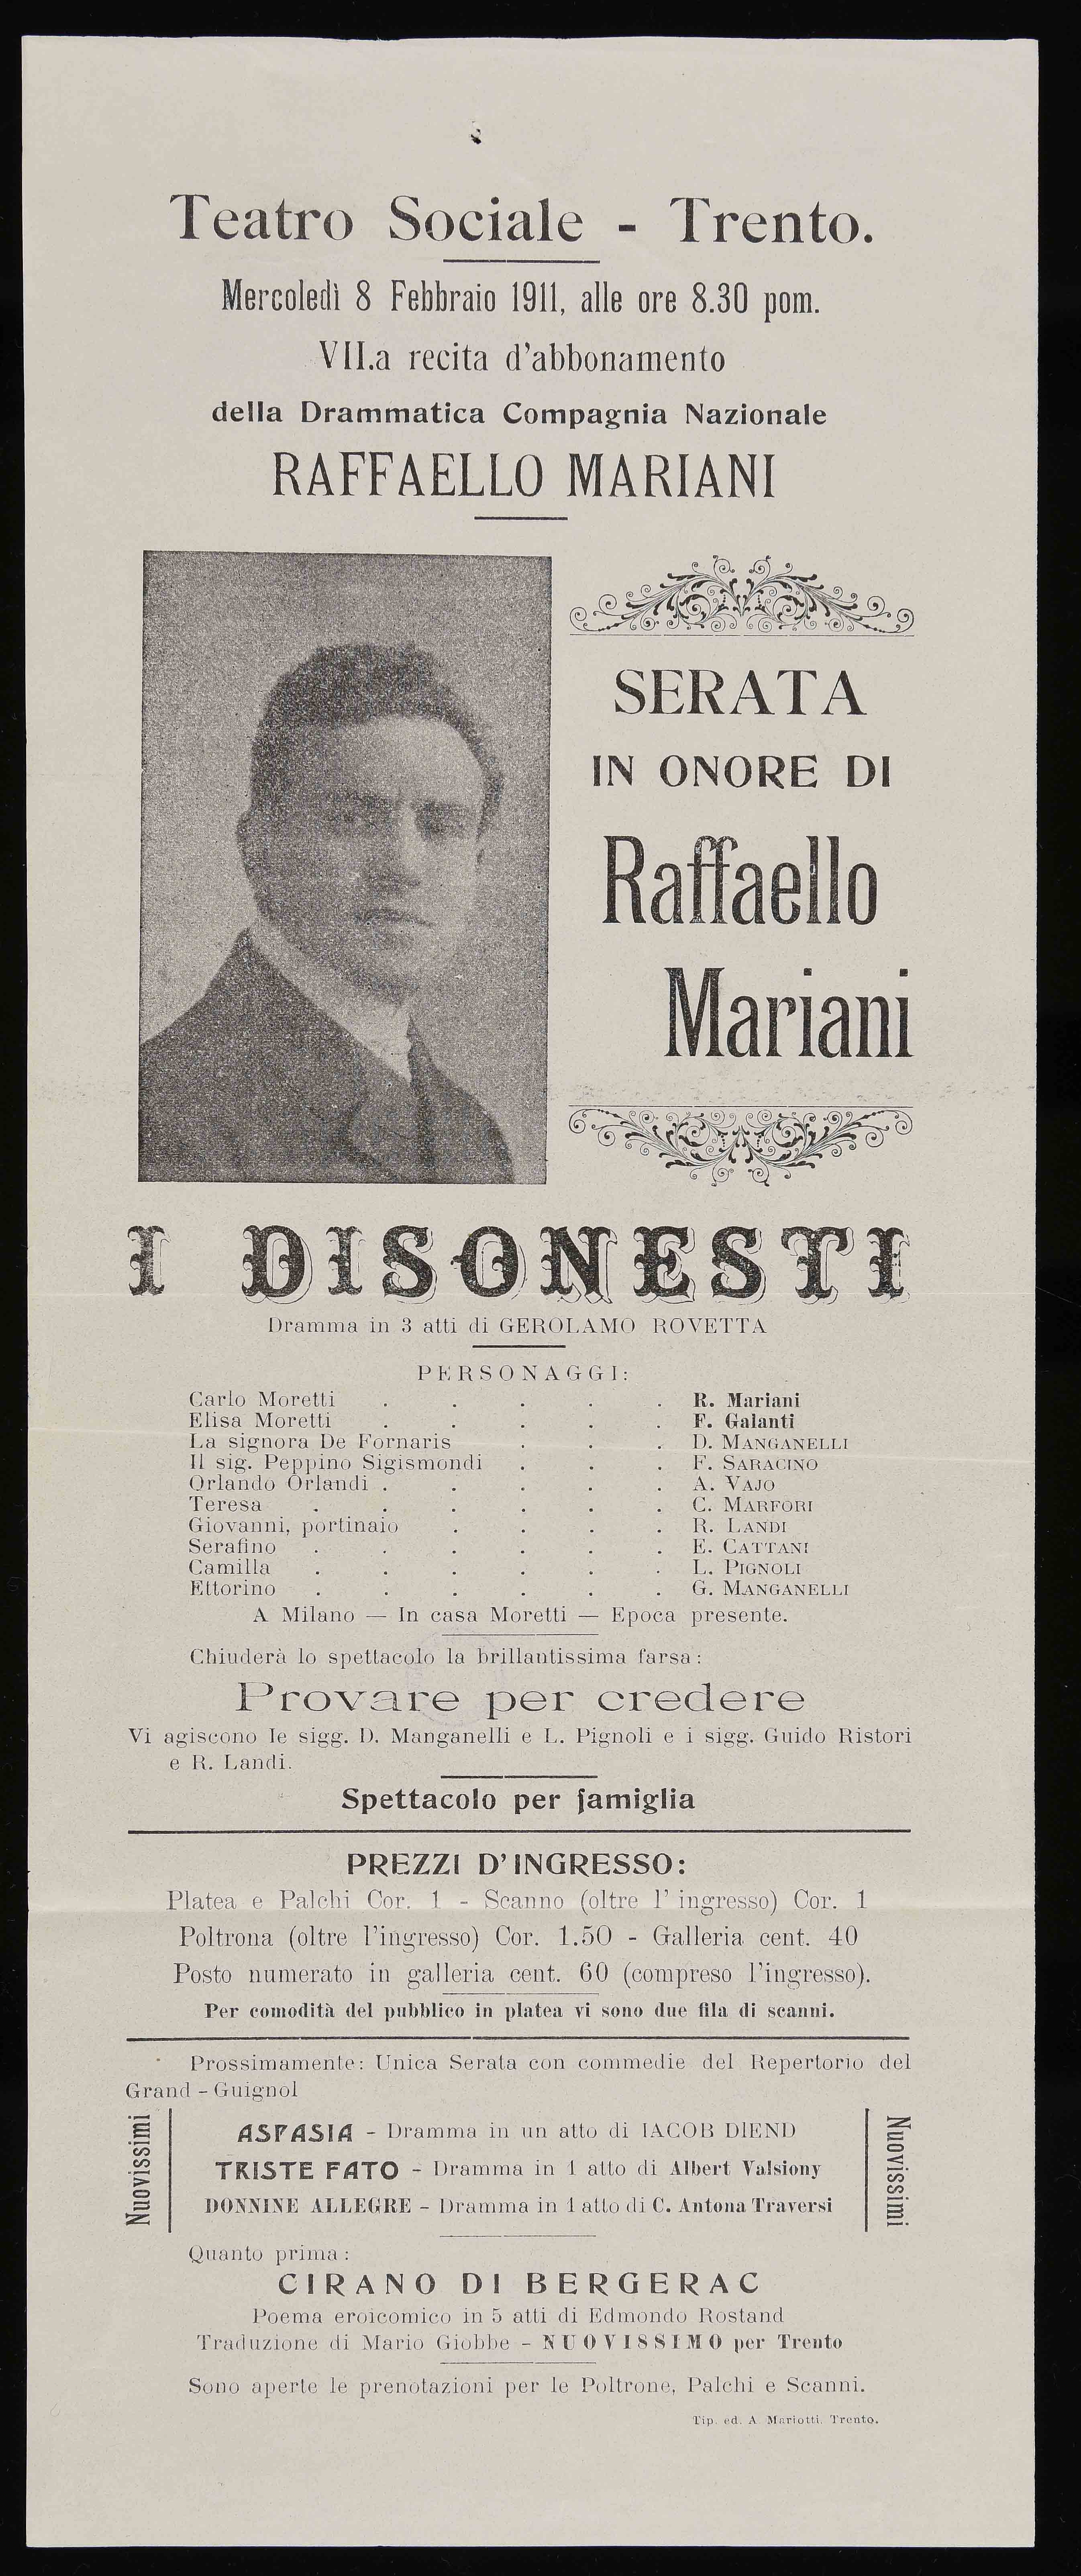 Teatro Sociale - Trento.
Mercoledì 8 Febbraio 1911, alle ore 8.30 pom.
VII.a recita d'abbonamento
della Drammatica Compagnia Nazionale
RAFFAELLO MARIANI
SERATA
IN ONORE DI
Raffaello
Mariani
I DISONESTI
Dramma in 3 atti di GEROLAMO ROVETTA
PERSONAGGI:
Carlo Moretti . . . . . R. Mariani
Elisa Moretti . . . . . F. Galanti
La signora De Fornaris . . . D. MANGANELLI
Il sig. Peppino Sigismondi . . . F. SARACINO
Orlando Orlandi . . . . . A. VAJO
Teresa . . . . . . C. MARFORI
Giovanni, portinaio . . . . R. LANDI
Serafino . . . . . . E. CATTANI
Camilla . . . . . . L. PIGNOLI
Ettorino . . . . . . G. MANGANELLI
A Milano — In casa Moretti — Epoca presente.
Chiuderà lo spettacolo la brillantissima farsa:
Provare per credere
Vi agiscono le sigg. D. Manganelli e L. Pignoli e i sigg. Guido Ristori
e R. Landi.
Spettacolo per famiglia
PREZZI D'INGRESSO:
Platea e Palchi Cor. 1 - Scanno (oltre l'ingresso) Cor. 1
Poltrona (oltre l'ingresso) Cor. 1.50 - Galleria cent. 40
Posto numerato in galleria cent. 60 (compreso l'ingresso).
Per comodità del pubblico in platea vi sono due fila di scanni.
Prossimamente: Unica Serata con commedie del Repertorio del
Grand - Guignol
Nuovissimi
ASPASIA - Dramma in un atto di IACOB DIEND
TRISTE FATO - Dramma in 1 atto di Albert Valsiony
DONNINE ALLEGRE - Dramma in 1 atto di C. Antona Traversi
Nuovissimi
Quanto prima:
CIRANO DI BERGERAC
Poema eroicomico in 5 atti di Edmondo Rostand
Traduzione di Mario Giobbe - NUOVISSIMO per Trento
Sono aperte le prenotazioni per le Poltrone, Palchi e Scanni.
Tip. ed. A. Mariotti. Trento.